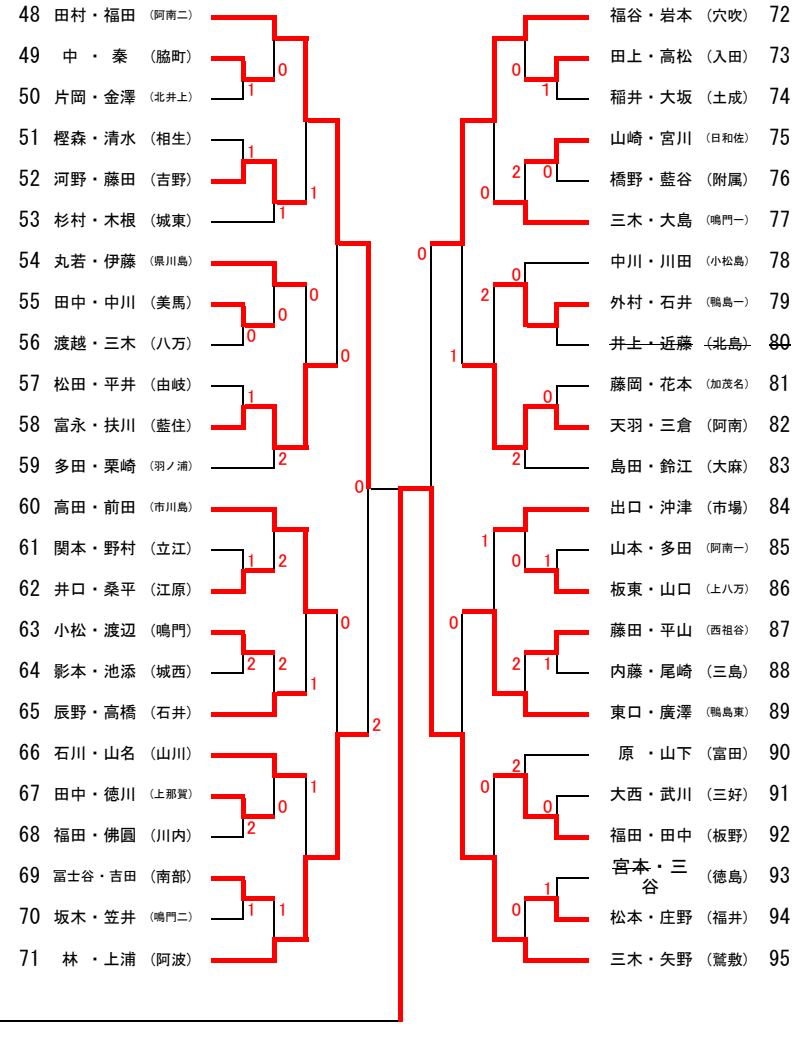 48 田村・福田 (阿南二)
49 中 ・ 秦 (脇町)
0
50 片岡・金澤 (北井上)
1
51 樫森・清水 (相生)
1
52 河野・藤田 (吉野)
1
53 杉村・木根 (城東)
1
54 丸若・伊藤 (県川島)
0
55 田中・中川 (美馬)
0
56 渡越・三木 (八万)
0
0
57 松田・平井 (由岐)
1
58 富永・扶川 (藍住)
59 多田・栗崎 (羽ノ浦)
2
0
60 高田・前田 (市川島)
61 関本・野村 (立江)
1 2
62 井口・桑平 (江原)
63 小松・渡辺 (鳴門)
0
64 影本・池添 (城西)
2 2
65 辰野・高橋 (石井)
1
66 石川・山名 (山川)
2
67 田中・徳川 (上那賀)
1
0
68 福田・佛圓 (川内)
2
69 冨士谷・吉田 (南部)
70 坂木・笠井 (鳴門二)
1 1
71 林 ・上浦 (阿波)
福谷・岩本 (穴吹) 72
田上・高松 (入田) 73
0
稲井・大坂 (土成) 74
1
山崎・宮川 (日和佐) 75
橋野・藍谷 (附属) 76
2 0
三木・大島 (鳴門一) 77
0
中川・川田 (小松島) 78
0
0
外村・石井 (鴨島一) 79
2
井上・近藤 (北島) 80
1
藤岡・花本 (加茂名) 81
0
天羽・三倉 (阿南) 82
島田・鈴江 (大麻) 83
2
出口・沖津 (市場) 84
山本・多田 (阿南一) 85
1
0 1
板東・山口 (上八万) 86
藤田・平山 (西祖谷) 87
0
内藤・尾崎 (三島) 88
2 1
東口・廣澤 (鴨島東) 89
原 ・山下 (富田) 90
2
大西・武川 (三好) 91
0
0
福田・田中 (板野) 92
宮本・三
谷
(徳島) 93
1
松本・庄野 (福井) 94
0
三木・矢野 (鷲敷) 95